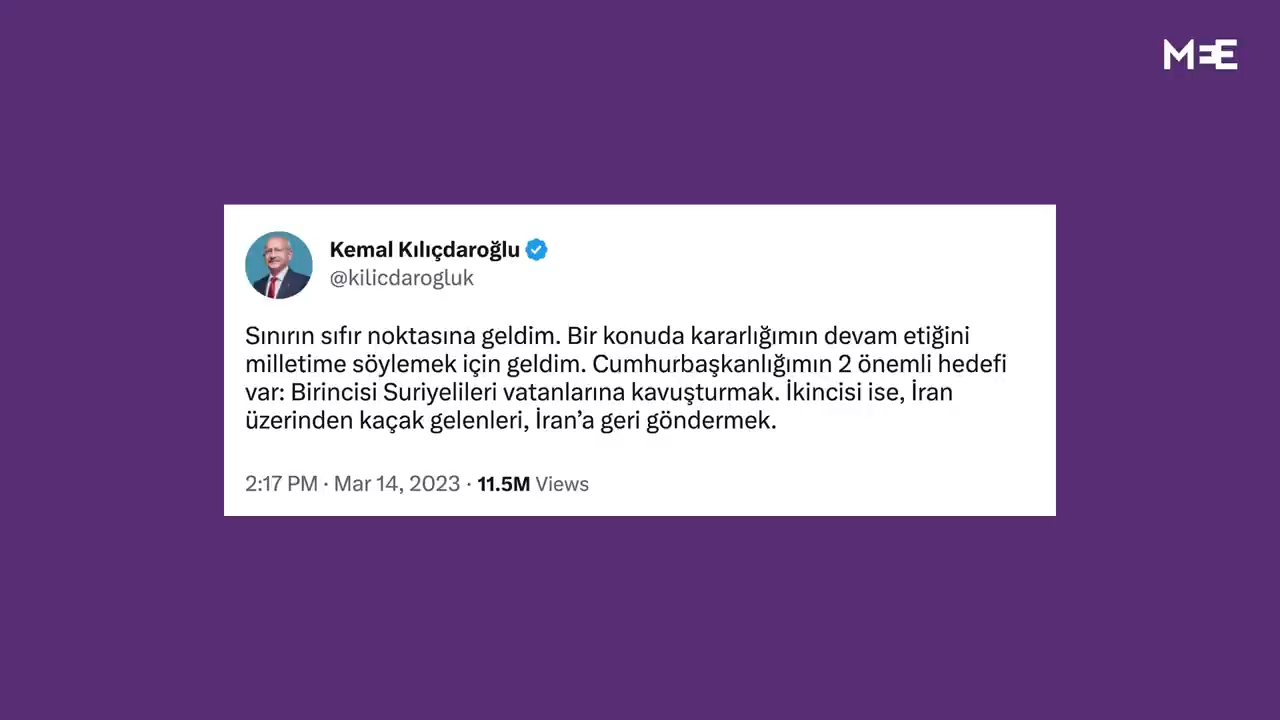 MEE
Kemal Kılıçdaroğlu
@kilicdarogluk
Sınırın sıfır noktasına geldim. Bir konuda kararlığımın devam etiğini
milletime söylemek için geldim. Cumhurbaşkanlığımın 2 önemli hedefi
var: Birincisi Suriyelileri vatanlarına kavuşturmak. İkincisi ise, İran
üzerinden kaçak gelenleri, İran’a geri göndermek.
2:17 PM · Mar 14, 2023 · 11.5M Views